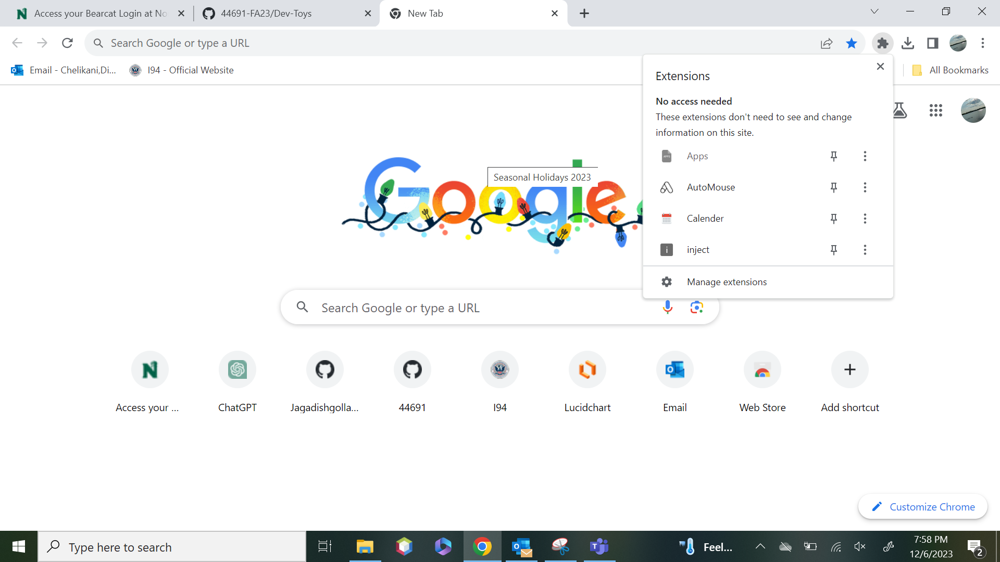 Access your Bearcat Login at No
44691-FA23/Dev-Toys
New Tab
Search Google or type a URL
Email - Chelikani,Di...
I94 - Official Website
All Bookmarks
Extensions
No access needed
These extensions don't need to see and change
information on this site.
Apps
AutoMouse
Calender
inject
Manage extensions
Google
Seasonal Holidays 2023
Search Google or type a URL
Access your ...
ChatGPT
Jagadishgolla...
44691
I94
Lucidchart
Email
Web Store
Add shortcut
Customize Chrome
Type here to search
Feel...
7:58 PM
12/6/2023
2